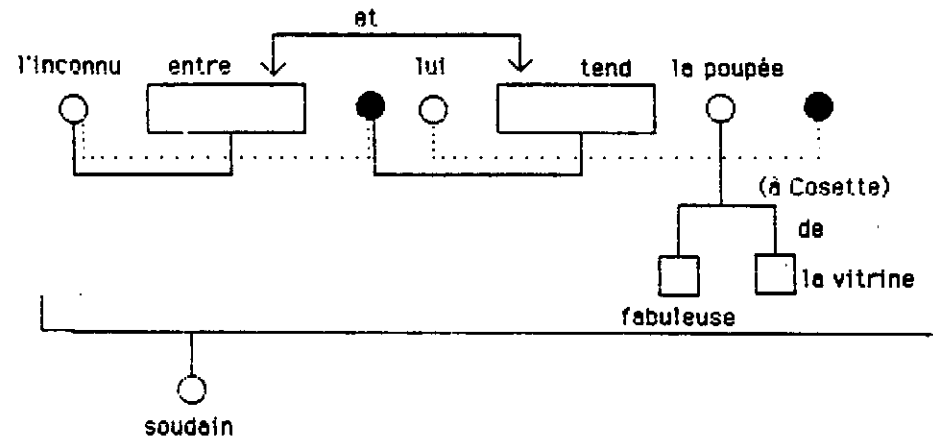 et
l'inconnu entre lui tend la poupée
(à Cosette)
de
la vitrine
fabuleuse
soudain